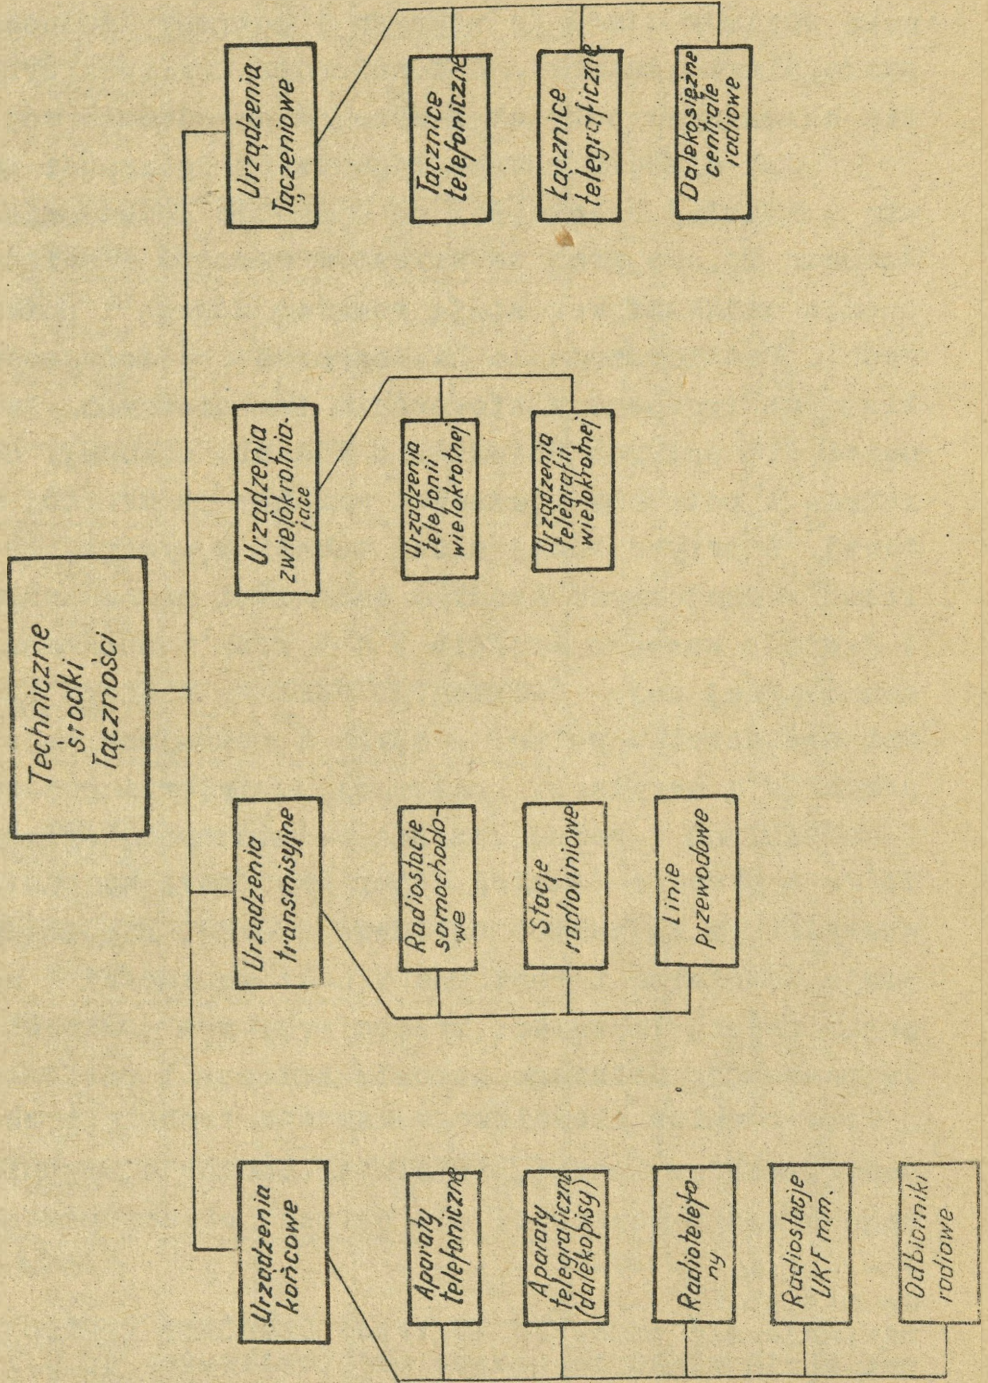 Techniczne
środki
łączności
Urządzenia
końcowe
Aparaty
telefoniczne
Aparaty
telegraficzne
(dalekopisy)
Radiotelefo-
ny
Radiostacje
UKF m.m.
Odbiorniki
radiowe
Urządzenia
transmisyjne
Radiostacje
samochodo-
we
Stacje
radioliniowe
Linie
przewodowe
Urządzenia
zwielokrotnia-
jące
Urządzenia
telefonii
wielokrotnej
Urządzenia
telegrafii
wielokrotnej
Urządzenia
łączeniowe
Łącznice
telefoniczne
Łącznice
telegraficzne
Dalekosiężne
centrale
radiowe